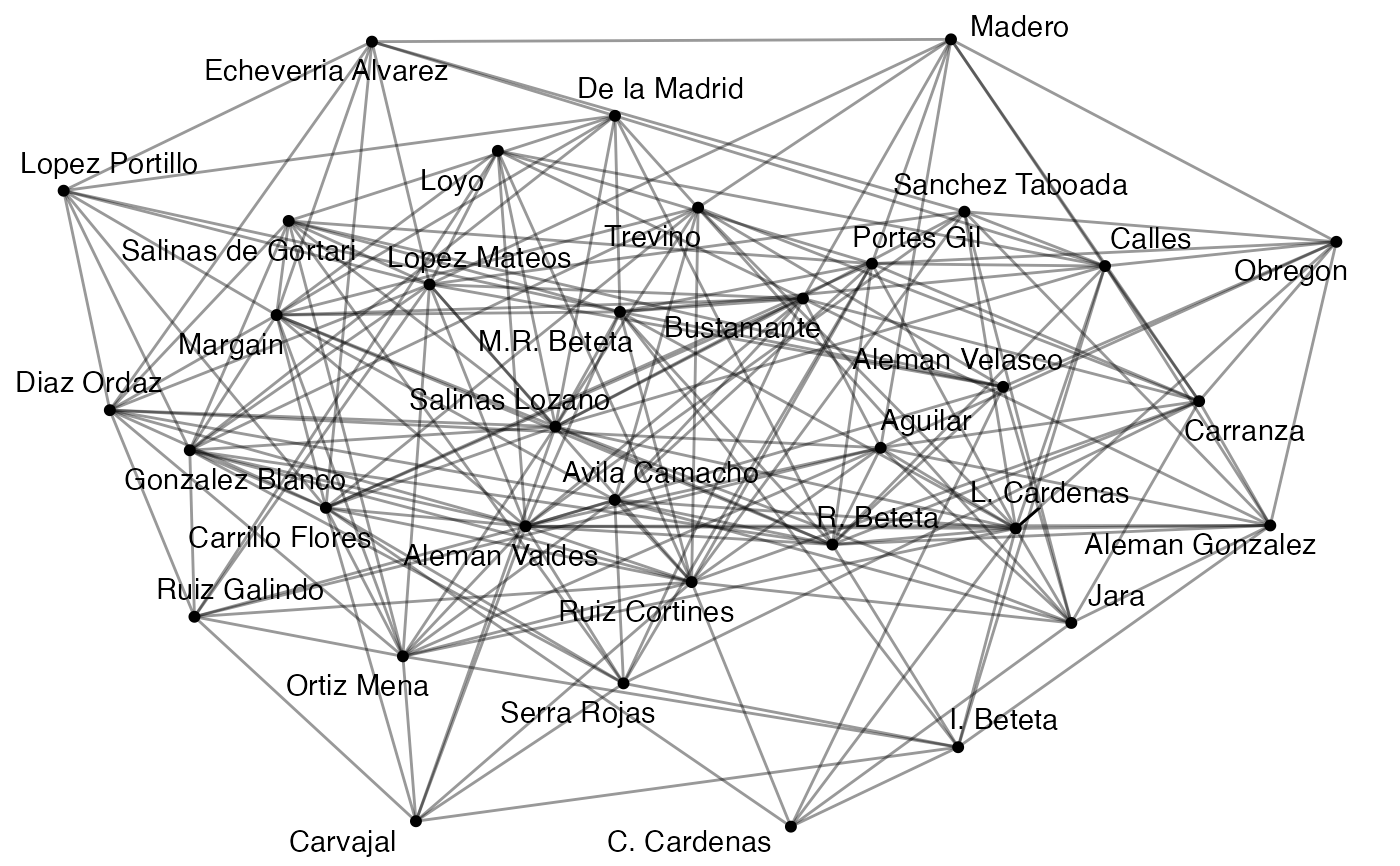 Madero
Echeverria Alvarez
De la Madrid
Lopez Portillo
Loyo
Sanchez Taboada
Trevino
Portes Gil
Calles
Salinas de Gortari
Lopez Mateos
Obregon
Margain
M.R. Beteta
Bustamante
Aleman Velasco
Diaz Ordaz
Salinas Lozano
Aguilar
Carranza
Gonzalez Blanco
Avila Camacho
L. Cardenas
R. Beteta
Carrillo Flores
Aleman Valdes
Aleman Gonzalez
Ruiz Galindo
Ruiz Cortines
Jara
Ortiz Mena
Serra Rojas
I. Beteta
Carvajal
C. Cardenas